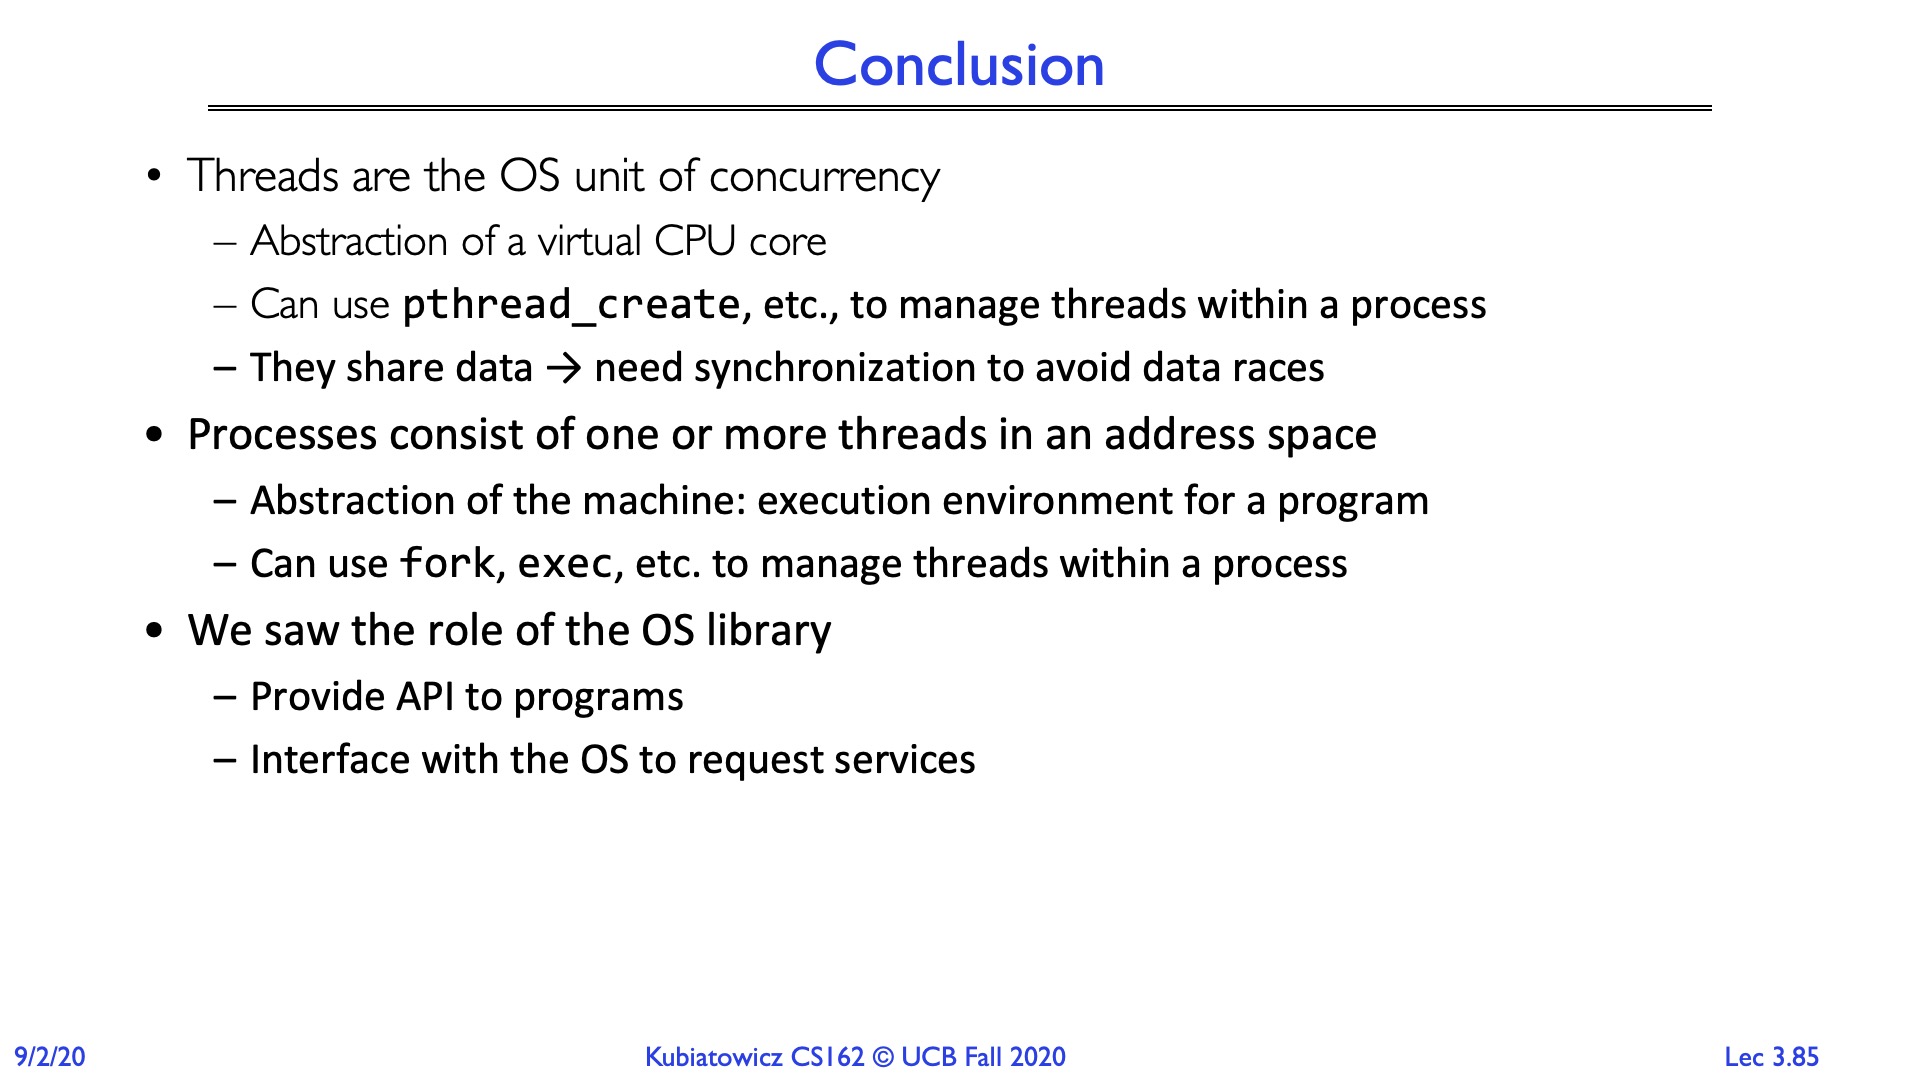 Conclusion
• Threads are the OS unit of concurrency
– Abstraction of a virtual CPU core
– Can use pthread_create, etc., to manage threads within a process
– They share data → need synchronization to avoid data races
• Processes consist of one or more threads in an address space
– Abstraction of the machine: execution environment for a program
– Can use fork, exec, etc. to manage threads within a process
• We saw the role of the OS library
– Provide API to programs
– Interface with the OS to request services
9/2/20
Kubiatowicz CS162 © UCB Fall 2020
Lec 3.85